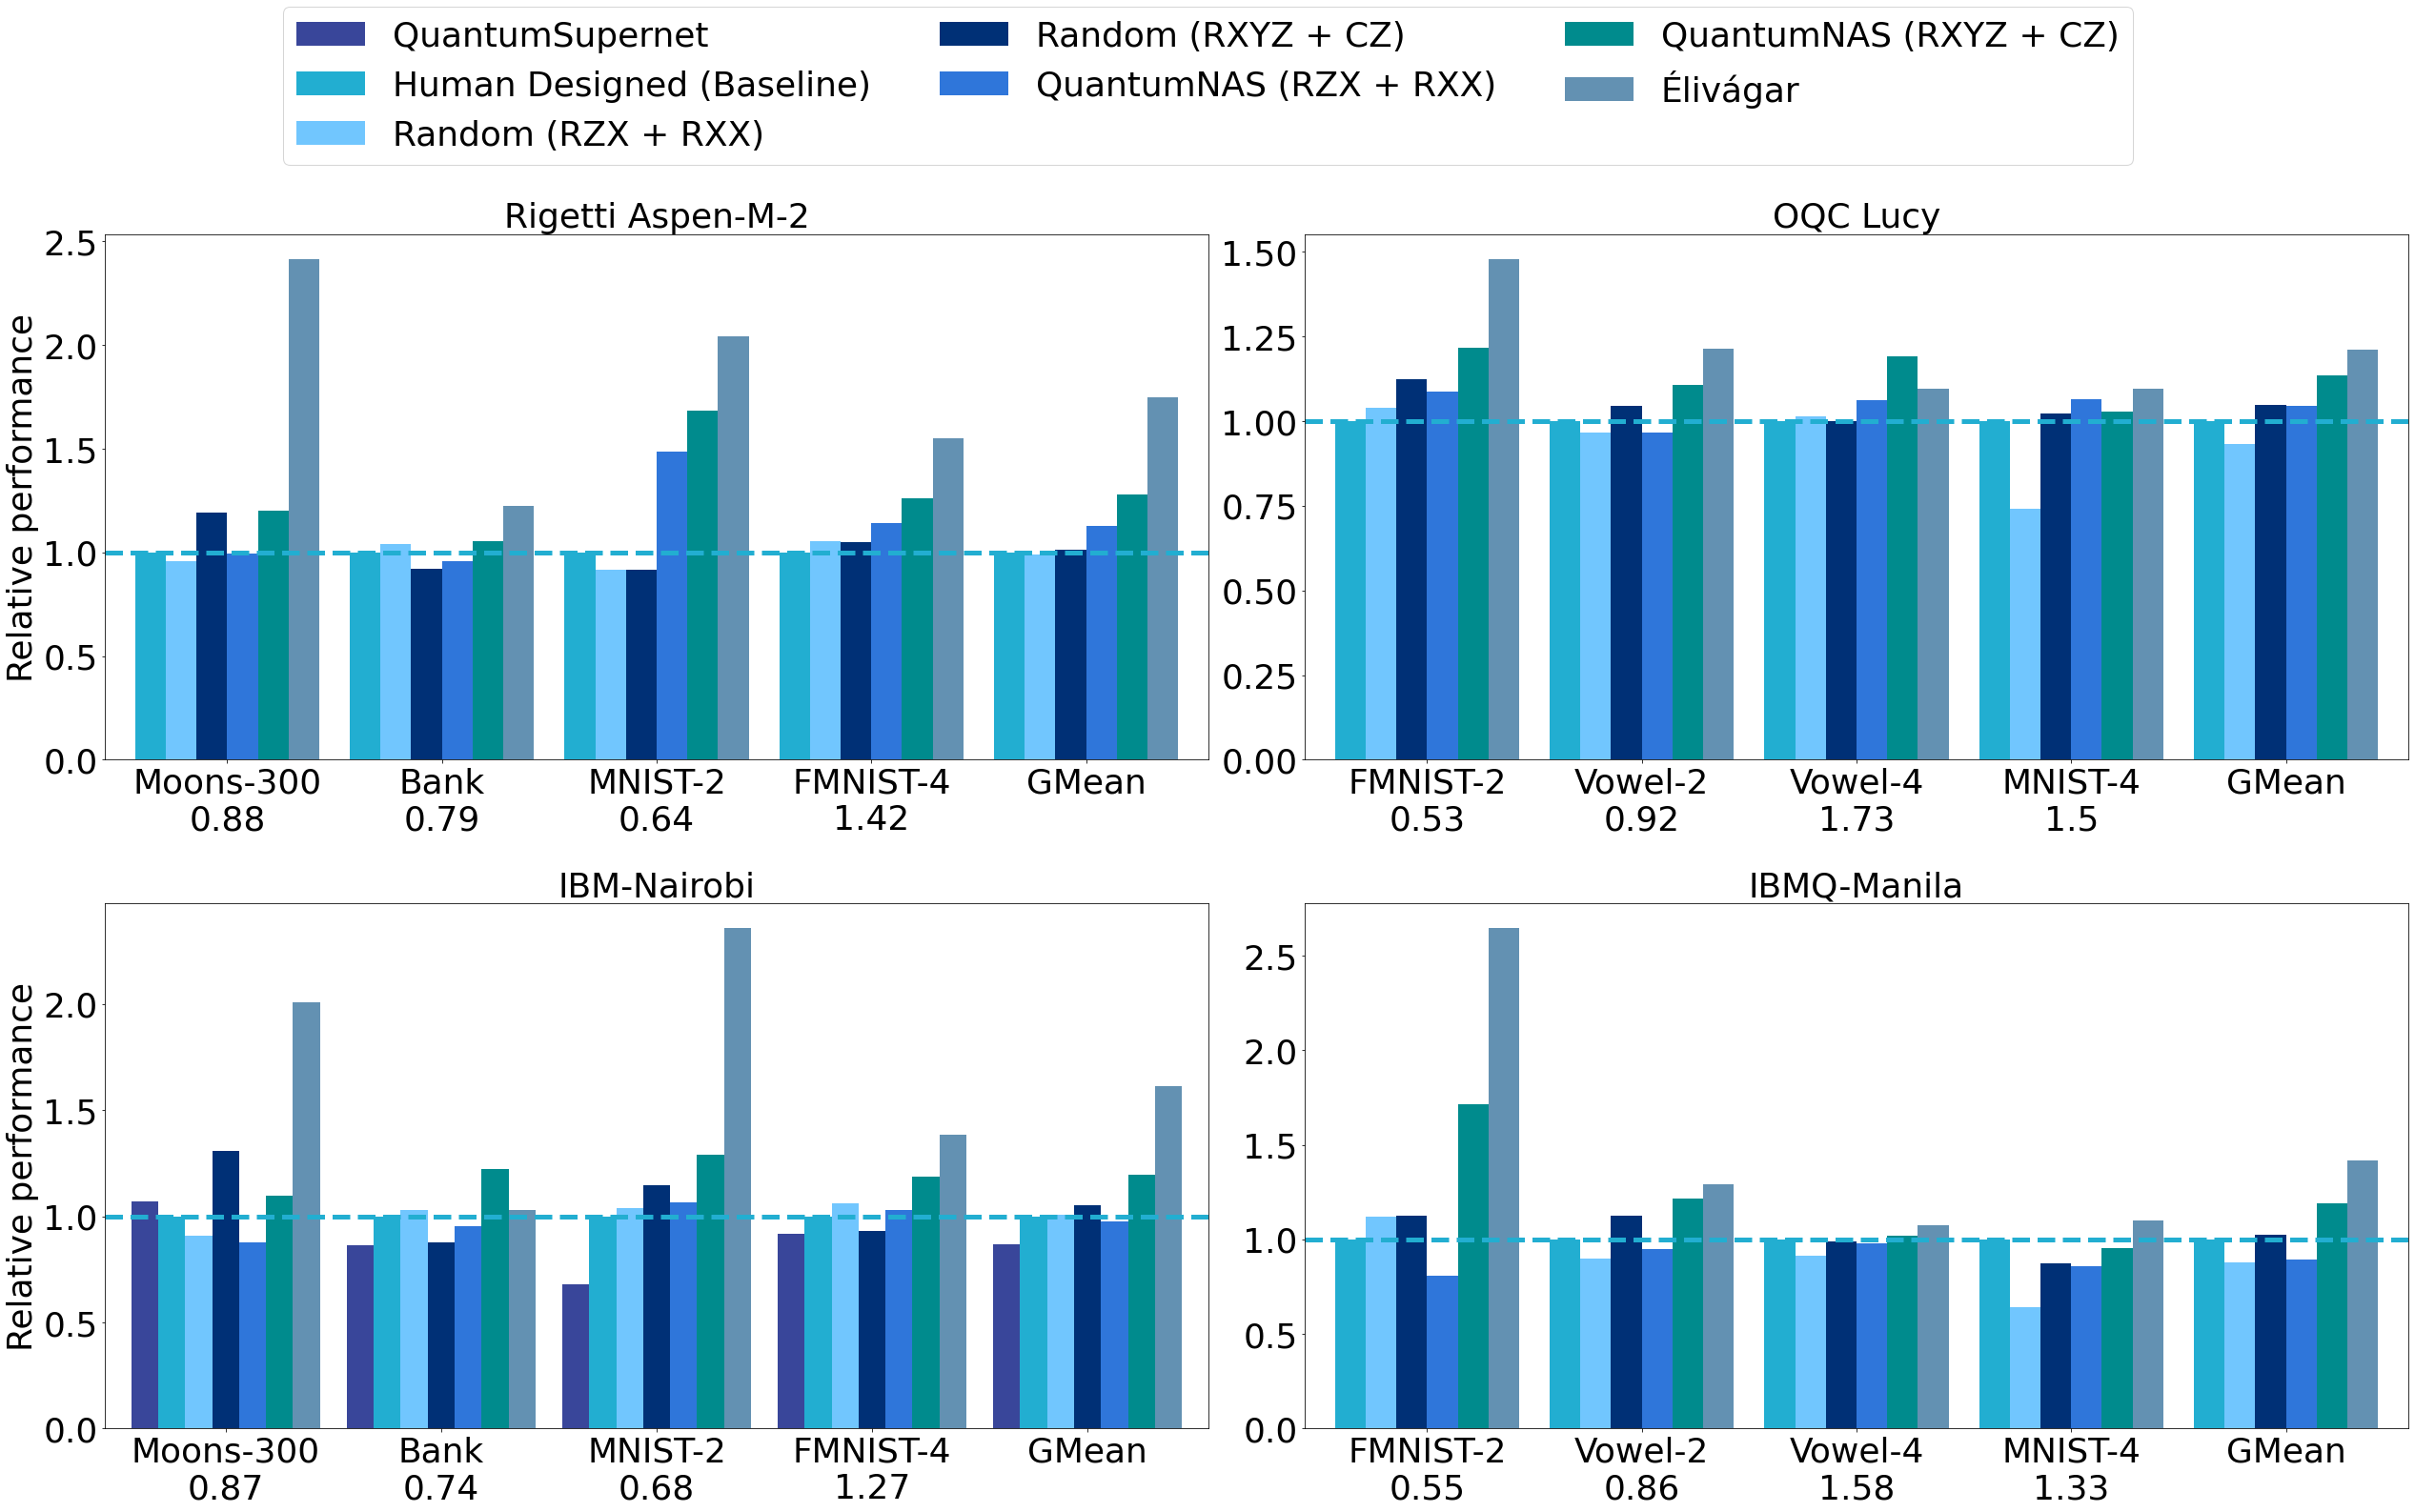 QuantumSupernet
Human Designed (Baseline)
Random (RZX + RXX)
Random (RXYZ + CZ)
QuantumNAS (RZX + RXX)
QuantumNAS (RXYZ + CZ)
Élivágar
Rigetti Aspen-M-2
Relative performance
2.5
2.0
1.5
1.0
0.5
0.0
Moons-300 Bank MNIST-2 FMNIST-4 GMean
0.88 0.79 0.64 1.42
OQC Lucy
1.50
1.25
1.00
0.75
0.50
0.25
0.00
FMNIST-2 Vowel-2 Vowel-4 MNIST-4 GMean
0.53 0.92 1.73 1.5
IBM-Nairobi
Relative performance
2.0
1.5
1.0
0.5
0.0
Moons-300 Bank MNIST-2 FMNIST-4 GMean
0.87 0.74 0.68 1.27
IBMQ-Manila
2.5
2.0
1.5
1.0
0.5
0.0
FMNIST-2 Vowel-2 Vowel-4 MNIST-4 GMean
0.55 0.86 1.58 1.33